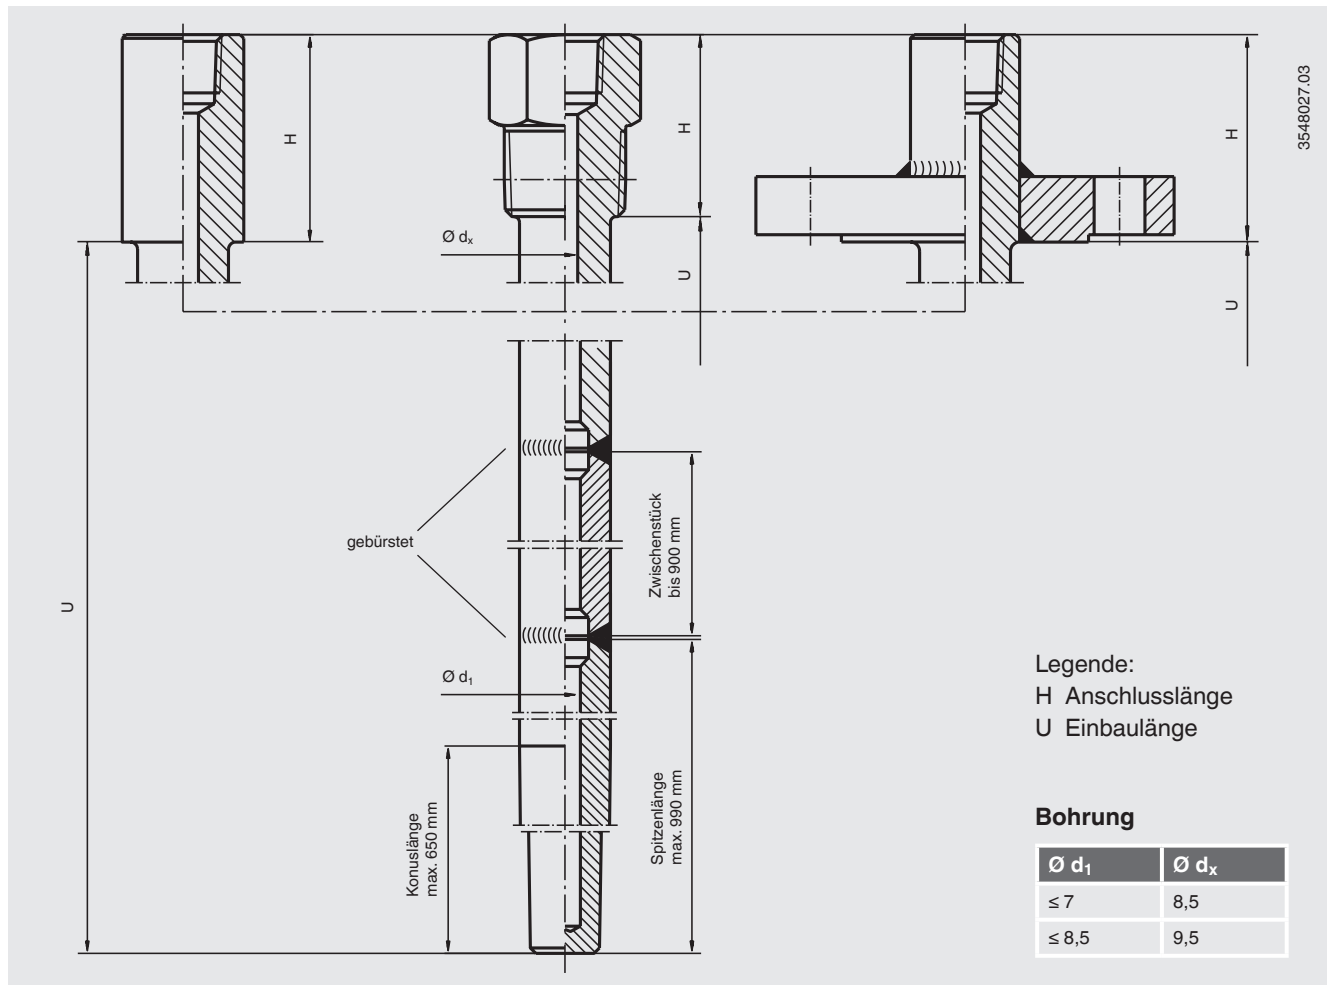 3548027.03
H
H
H
Ø dx
U
U
U
gebürstet
Zwischenstück
bis 900 mm
Ø d1
Konuslänge
max. 650 mm
Spitzenlänge
max. 990 mm
Legende:
H Anschlusslänge
U Einbaulänge
Bohrung
Ø d1 Ø dx
≤ 7 8,5
≤ 8,5 9,5